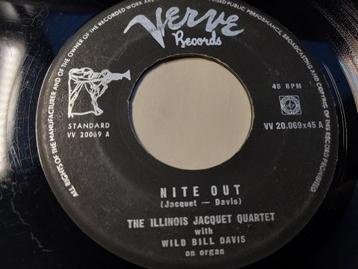 Verve
Records
STANDARD
VV 20069 A
45 RPM
VV 20.069x45 A
NITE OUT
(Jacquet — Davis)
THE ILLINOIS JACQUET QUARTET
with
WILD BILL DAVIS
on organ
ALL RIGHTS OF THE MANUFACTURER AND OF THE OWNER OF THE RECORDED WORK RESERVED
PUBLIC PERFORMANCE, BROADCASTING AND COPYING OF THIS RECORD PROHIBITED